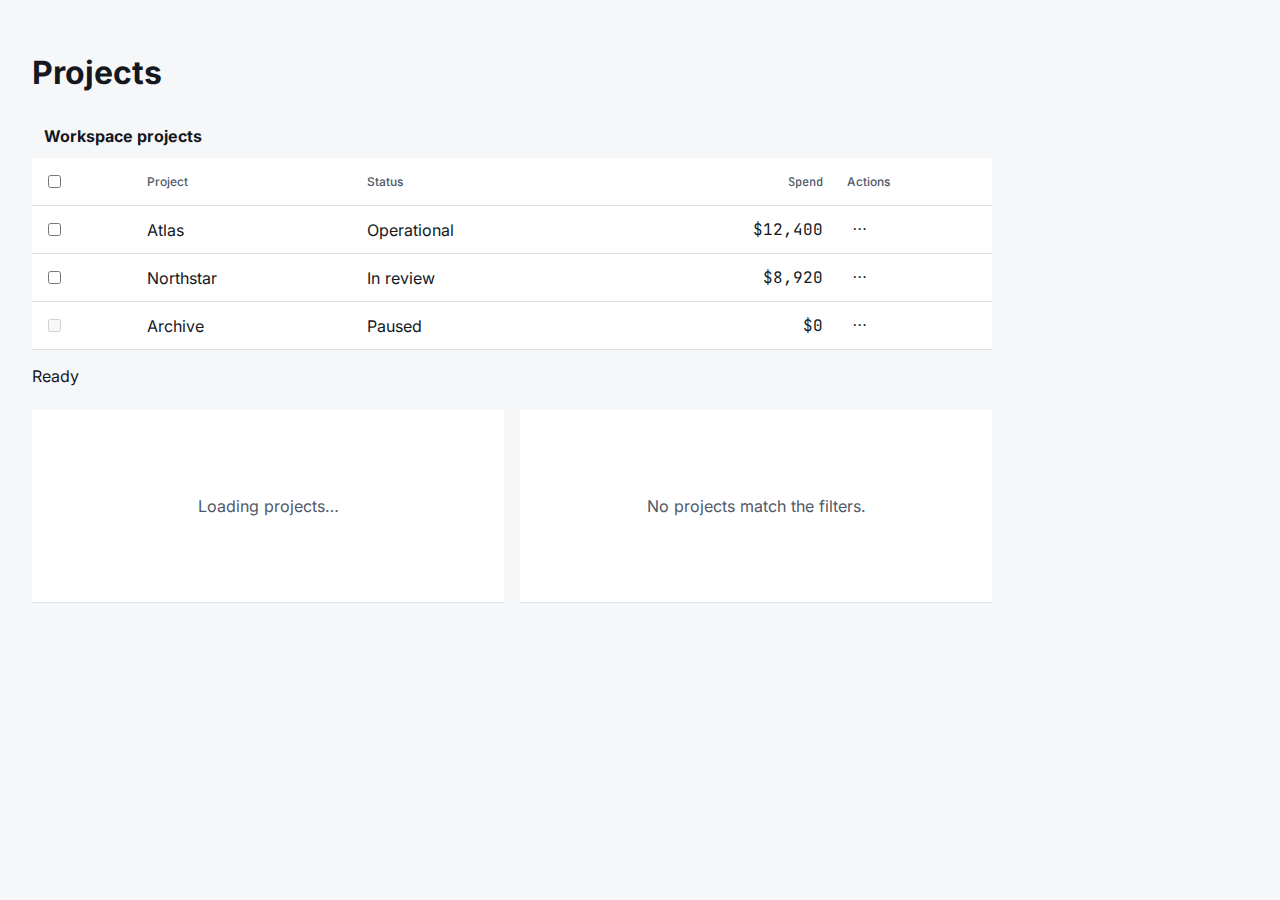 Projects
Workspace projects
Project Status Spend Actions
Atlas Operational $12,400 ···
Northstar In review $8,920 ···
Archive Paused $0 ···
Ready
Loading projects...
No projects match the filters.